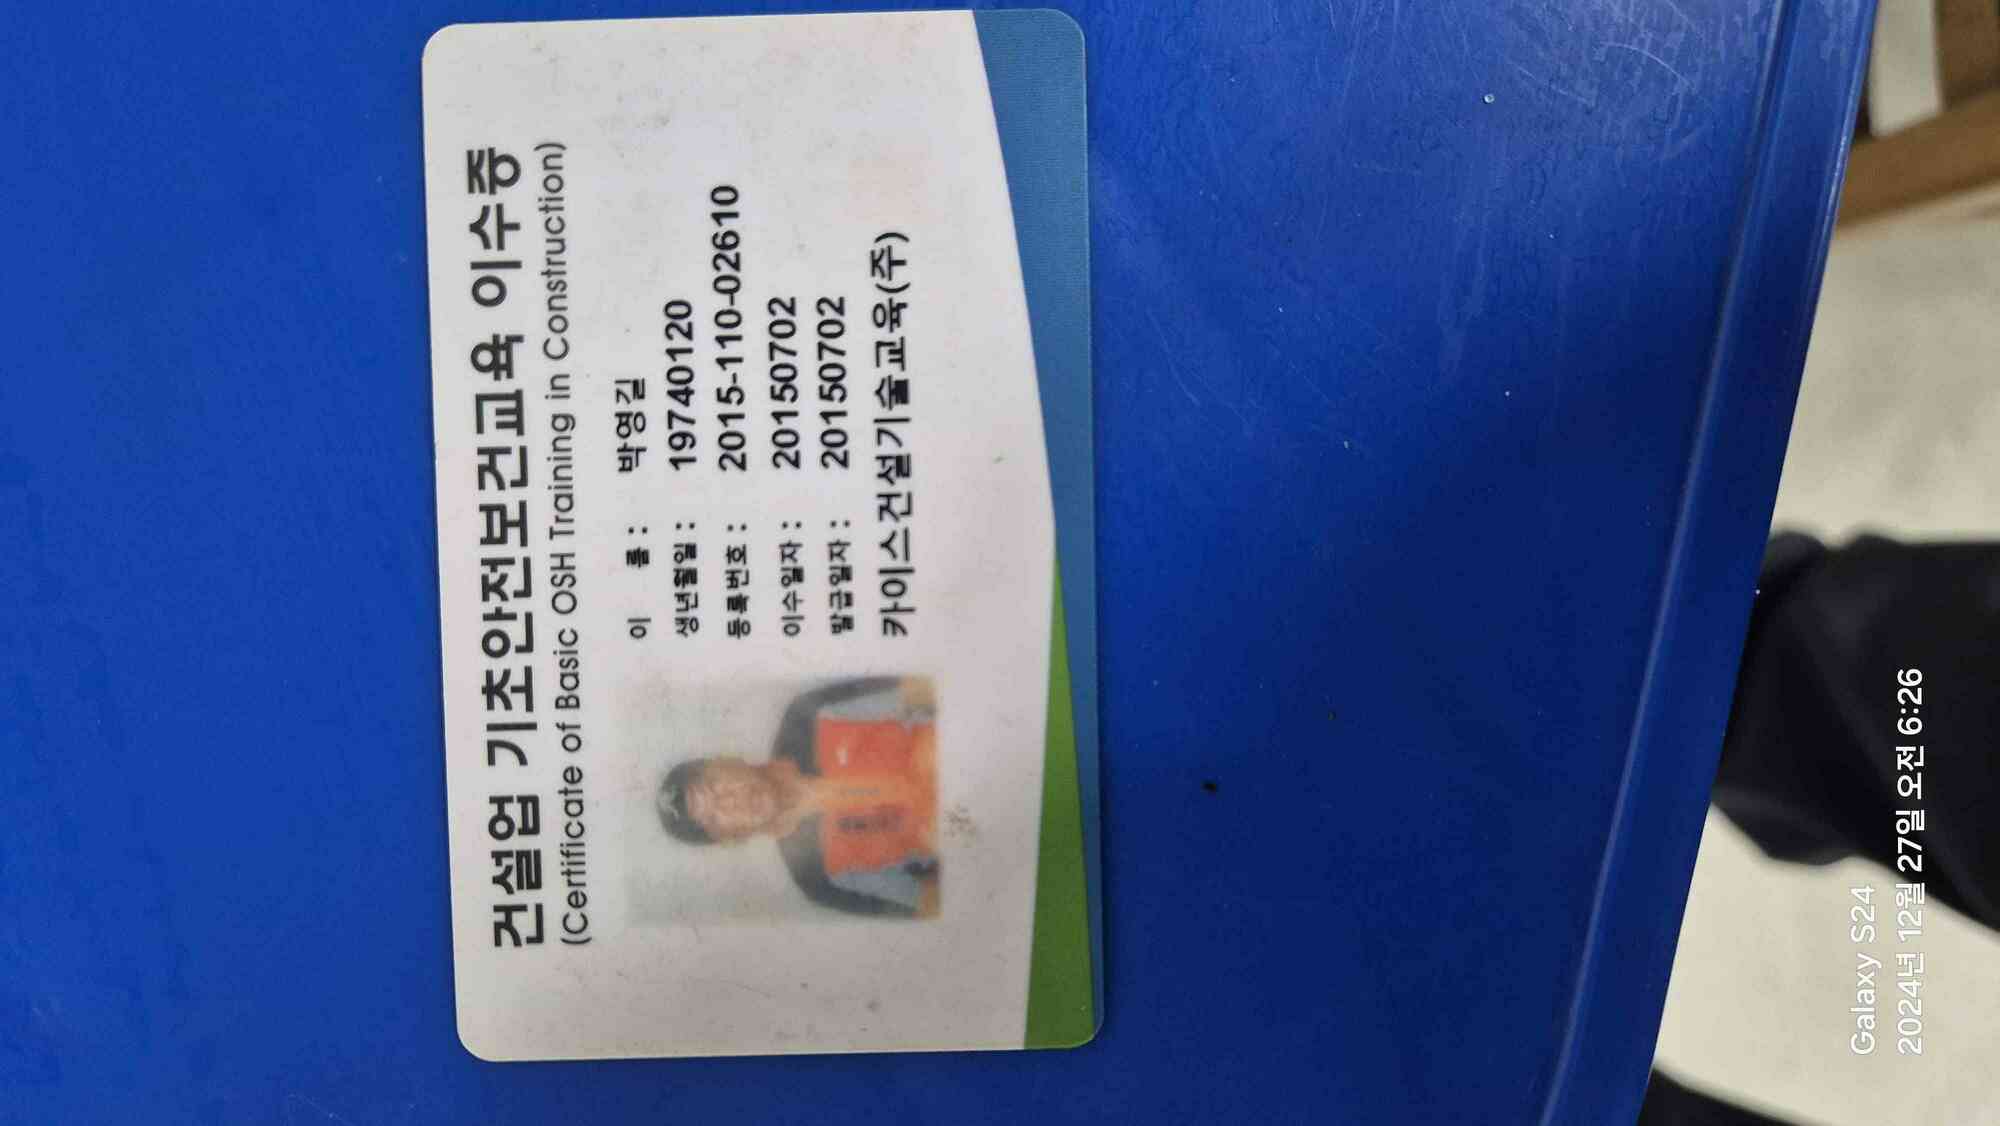 건설업 기초안전보건교육 이수증
(Certificate of Basic OSH Training in Construction)
이 름 : 박영길
생년월일 : 19740120
등록번호 : 2015-110-02610
이수일자 : 20150702
발급일자 : 20150702
카이스건설기술교육(주)
Galaxy S24
2024년 12월 27일 오전 6:26